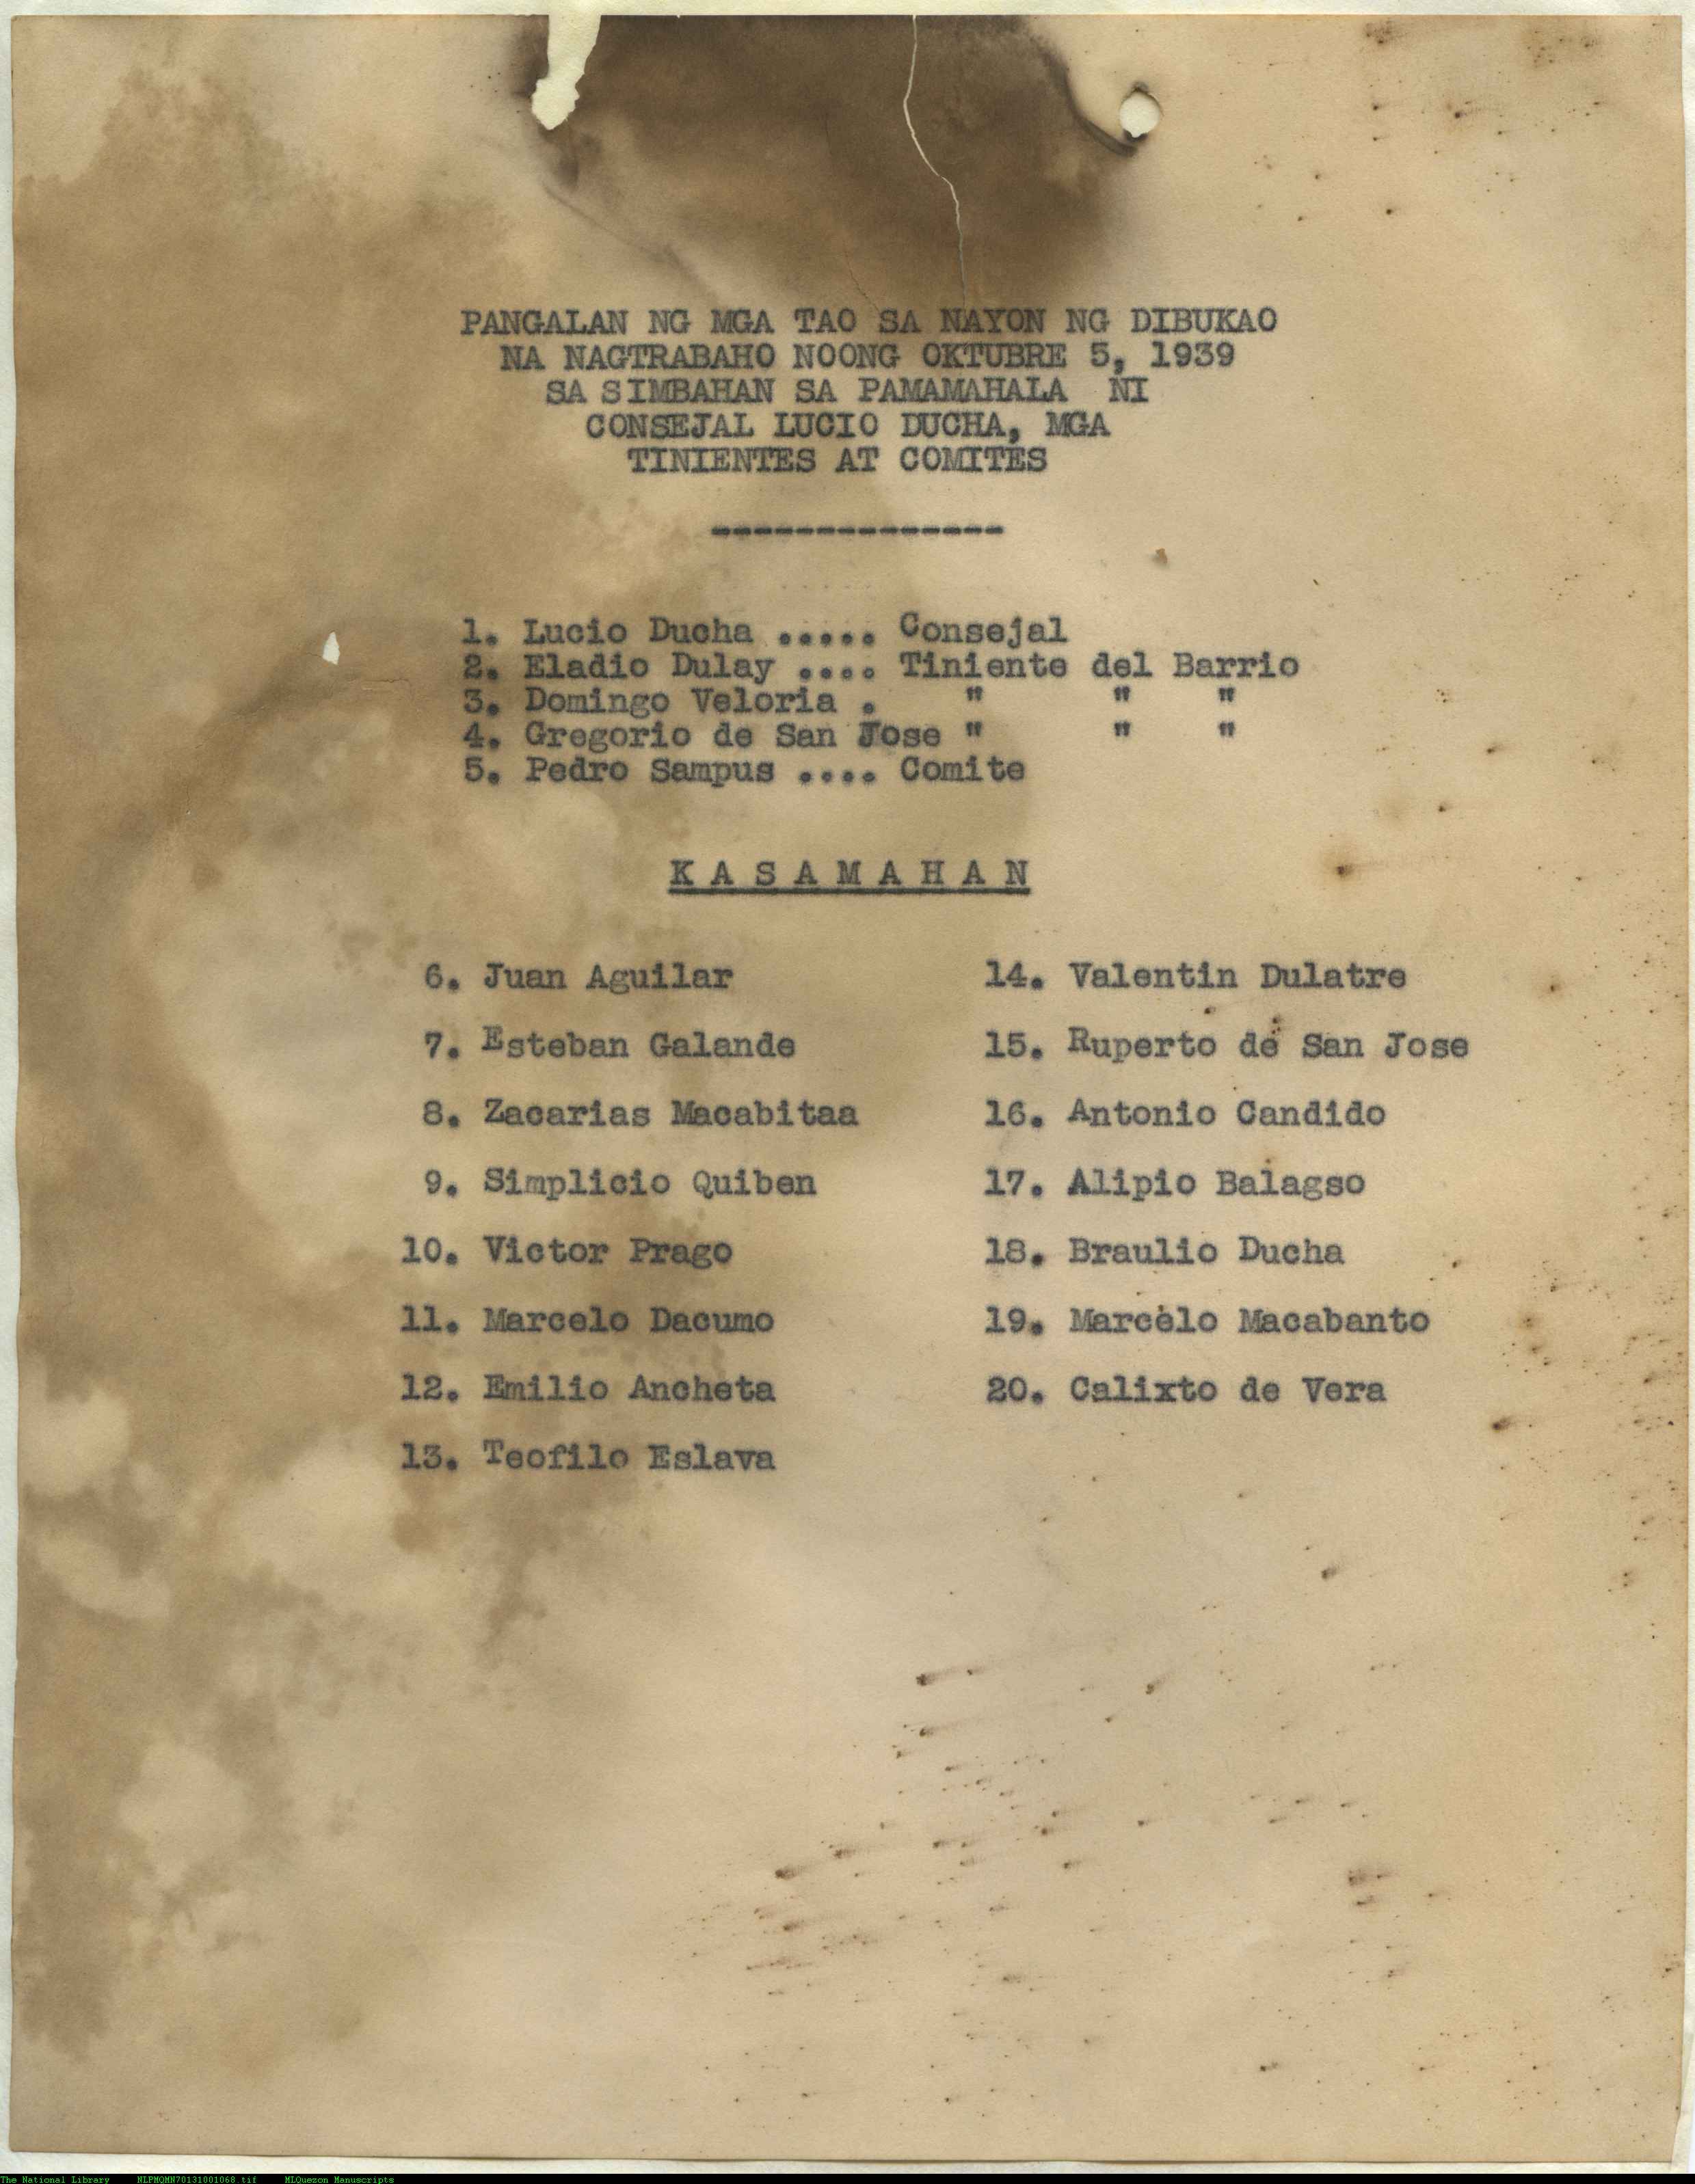 PANGALAN NG MGA TAO SA NAYON NG DIBUKAO
NA NAGTRABAHO NOONG OKTUBRE 5, 1939
SA SIMBAHAN SA PAMAMAHALA NI
CONSEJAL LUCIO DUCHA, MGA
TINIENTES AT COMITES
--------------
1. Lucio Ducha ..... Consejal
2. Eladio Dulay .... Tiniente del Barrio
3. Domingo Veloria . " " "
4. Gregorio de San Jose " " "
5. Pedro Sampus .... Comite
K A S A M A H A N
6. Juan Aguilar
7. Esteban Galande
8. Zacarias Macabitaa
9. Simplicio Quiben
10. Victor Prago
11. Marcelo Dacumo
12. Emilio Ancheta
13. Teofilo Eslava
14. Valentin Dulatre
15. Ruperto de San Jose
16. Antonio Candido
17. Alipio Balagso
18. Braulio Ducha
19. Marcelo Macabanto
20. Calixto de Vera
The National Library NLPMQMN70131001068.tif MLQuezon Manuscripts